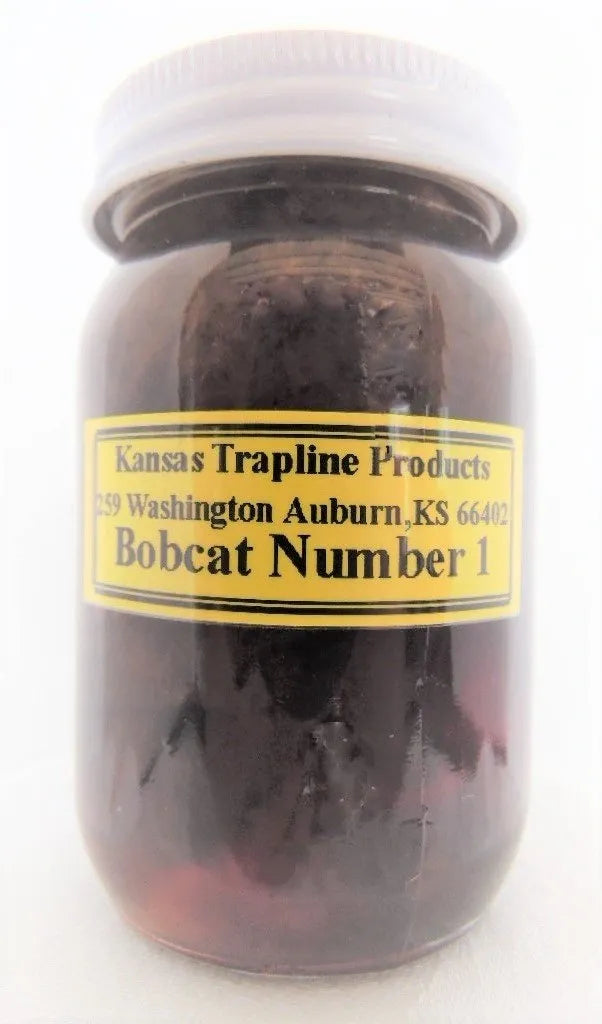 Kansas Trapline Products
259 Washington Auburn,KS 66402
Bobcat Number 1